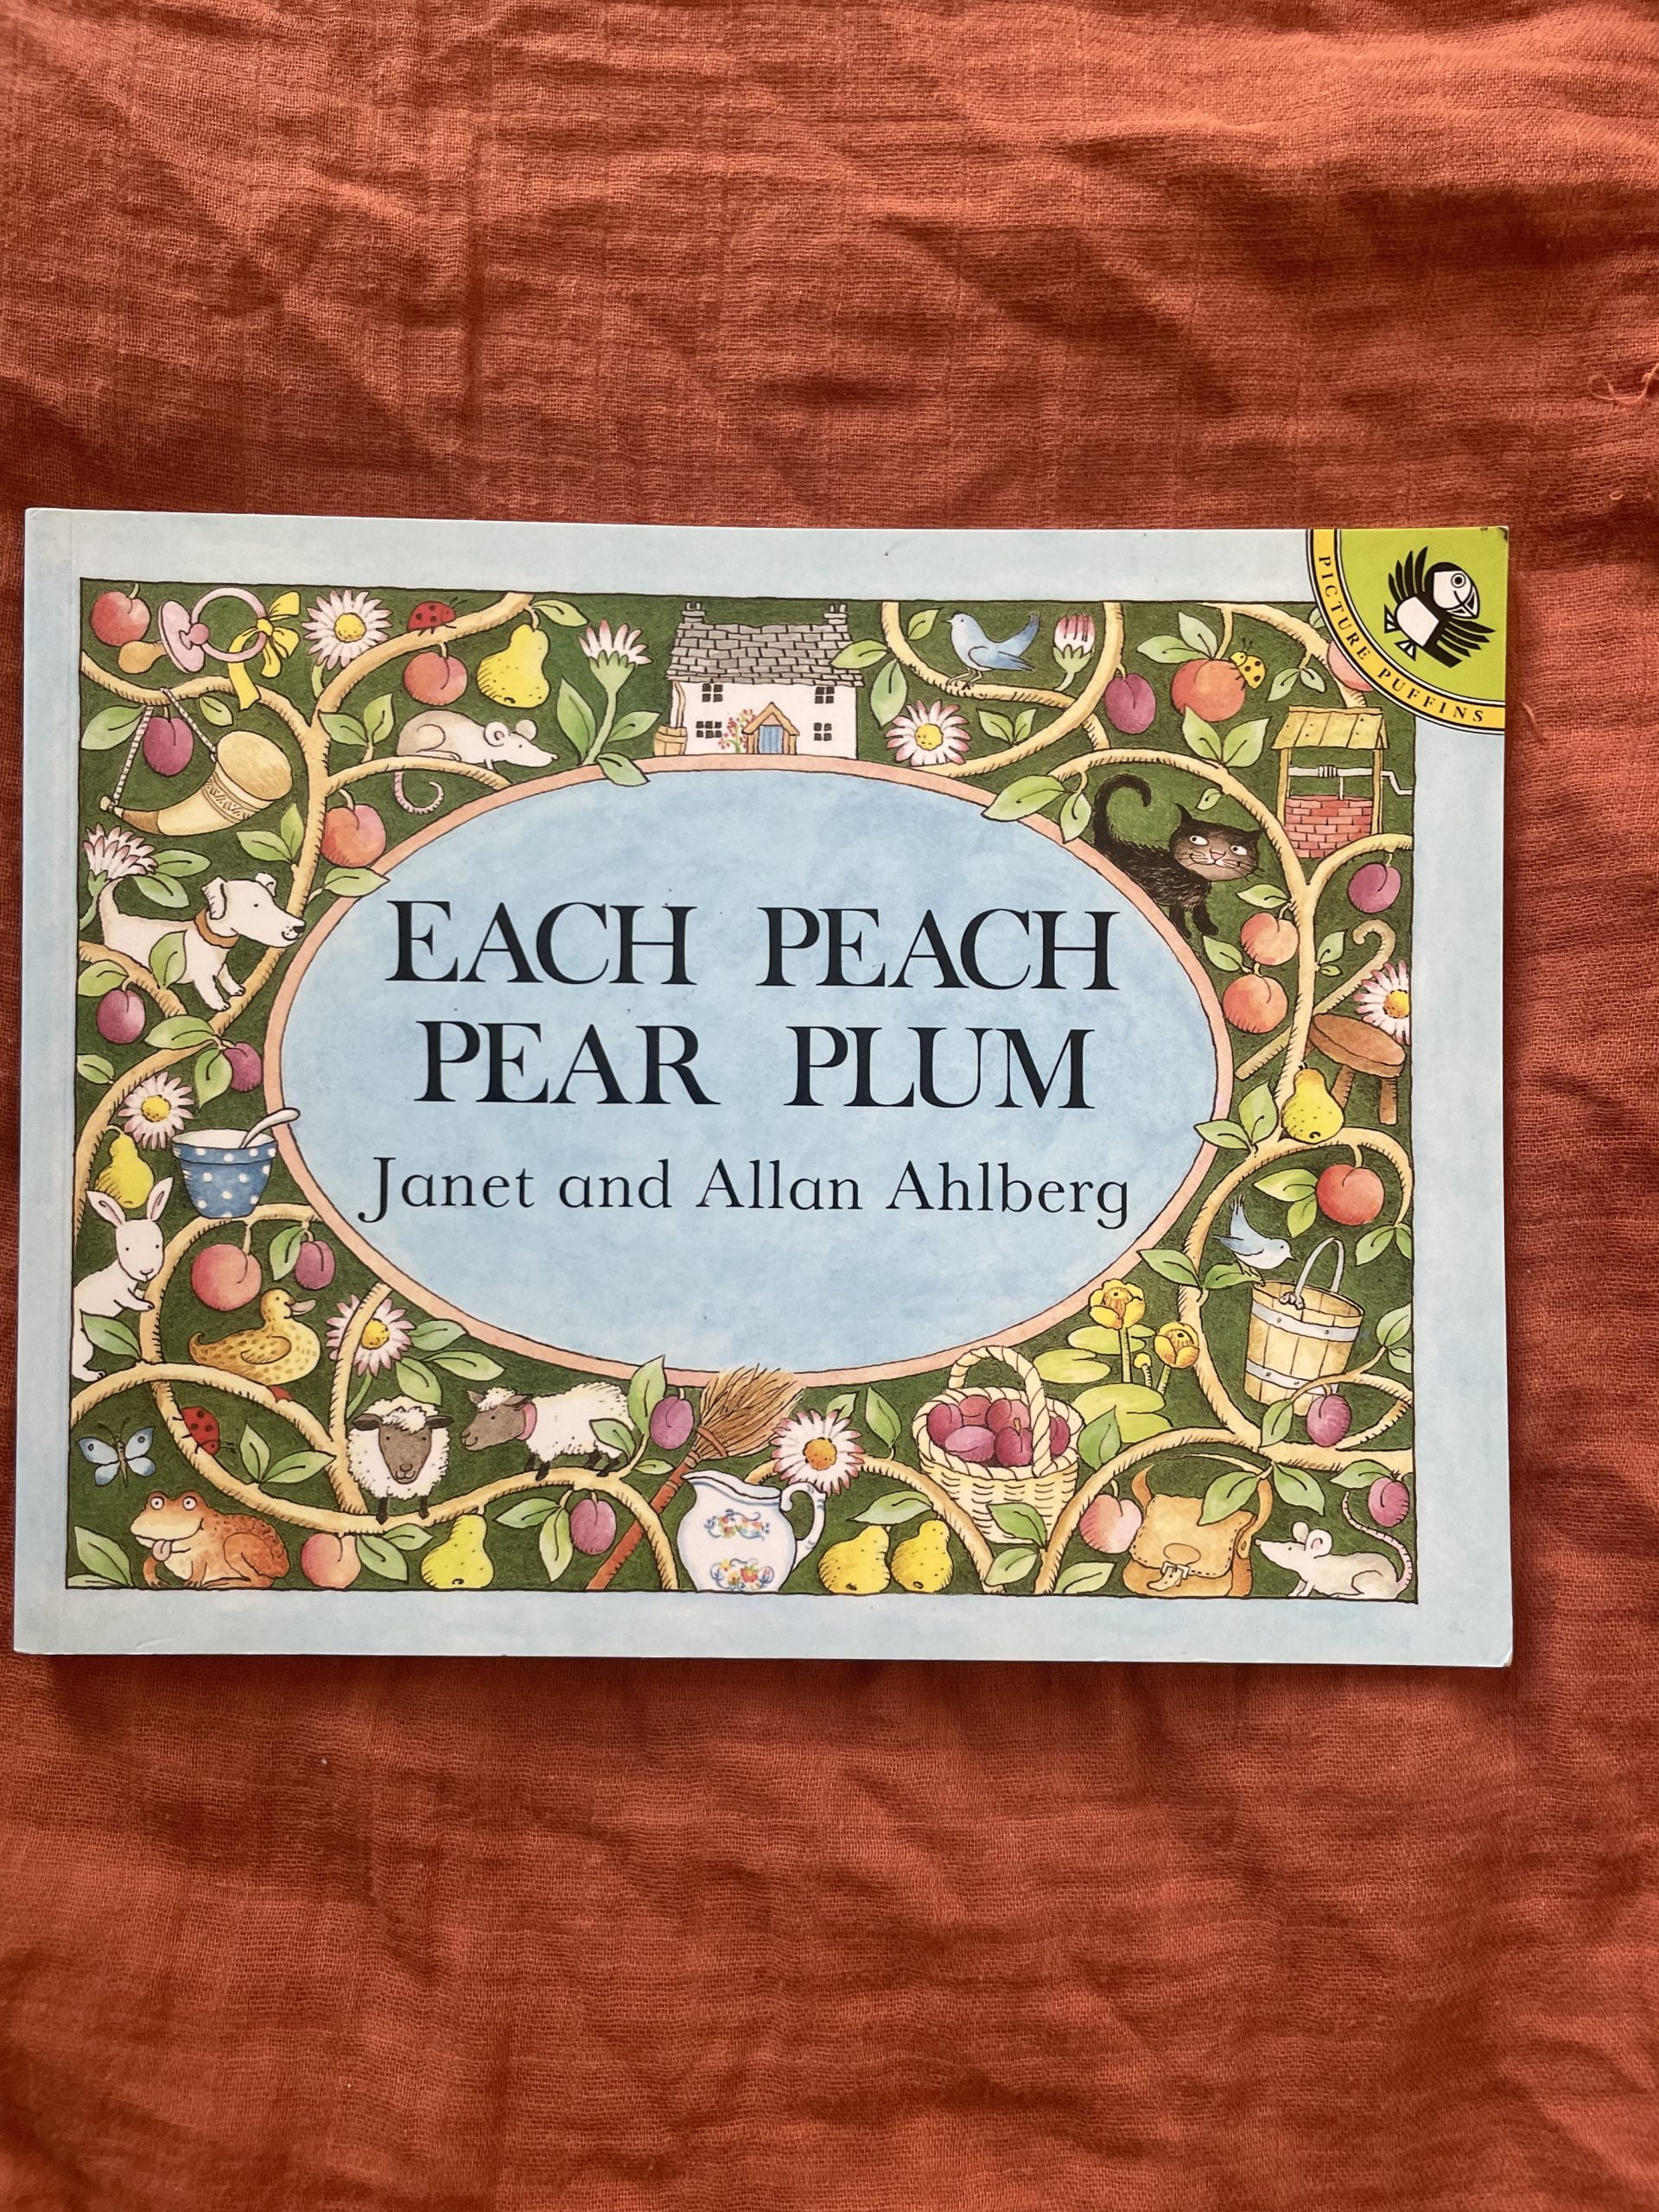 PICTURE PUFFINS
EACH PEACH
PEAR PLUM
Janet and Allan Ahlberg